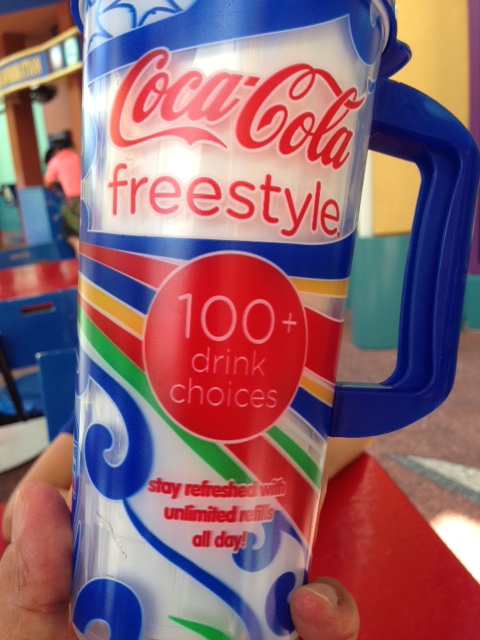 Coca-Cola
freestyle
100+
drink
choices
stay refreshed with
unlimited refills
all day!